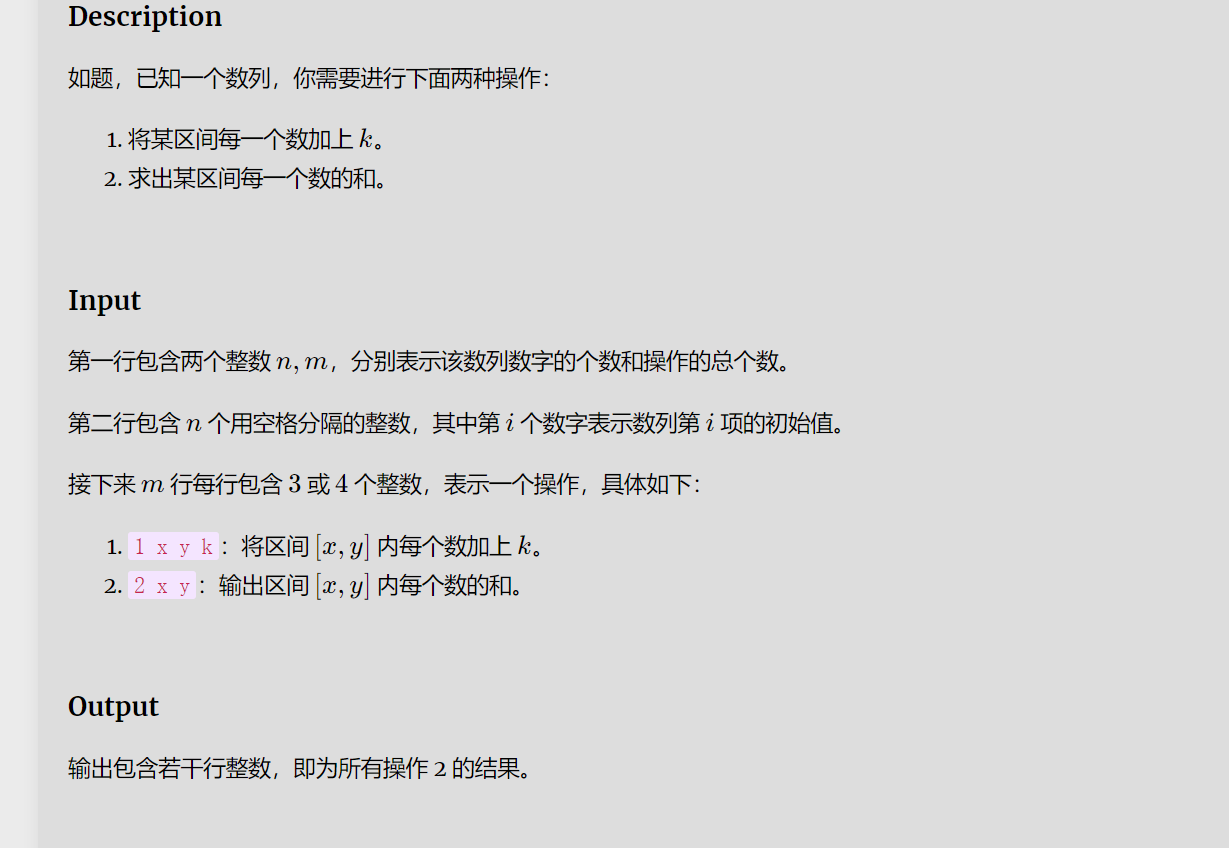 Description
如题，已知一个数列，你需要进行下面两种操作：
1. 将某区间每一个数加上 k。
2. 求出某区间每一个数的和。
Input
第一行包含两个整数 n, m，分别表示该数列数字的个数和操作的总个数。
第二行包含 n 个用空格分隔的整数，其中第 i 个数字表示数列第 i 项的初始值。
接下来 m 行每行包含 3 或 4 个整数，表示一个操作，具体如下：
1. 1 x y k：将区间 [x, y] 内每个数加上 k。
2. 2 x y：输出区间 [x, y] 内每个数的和。
Output
输出包含若干行整数，即为所有操作 2 的结果。